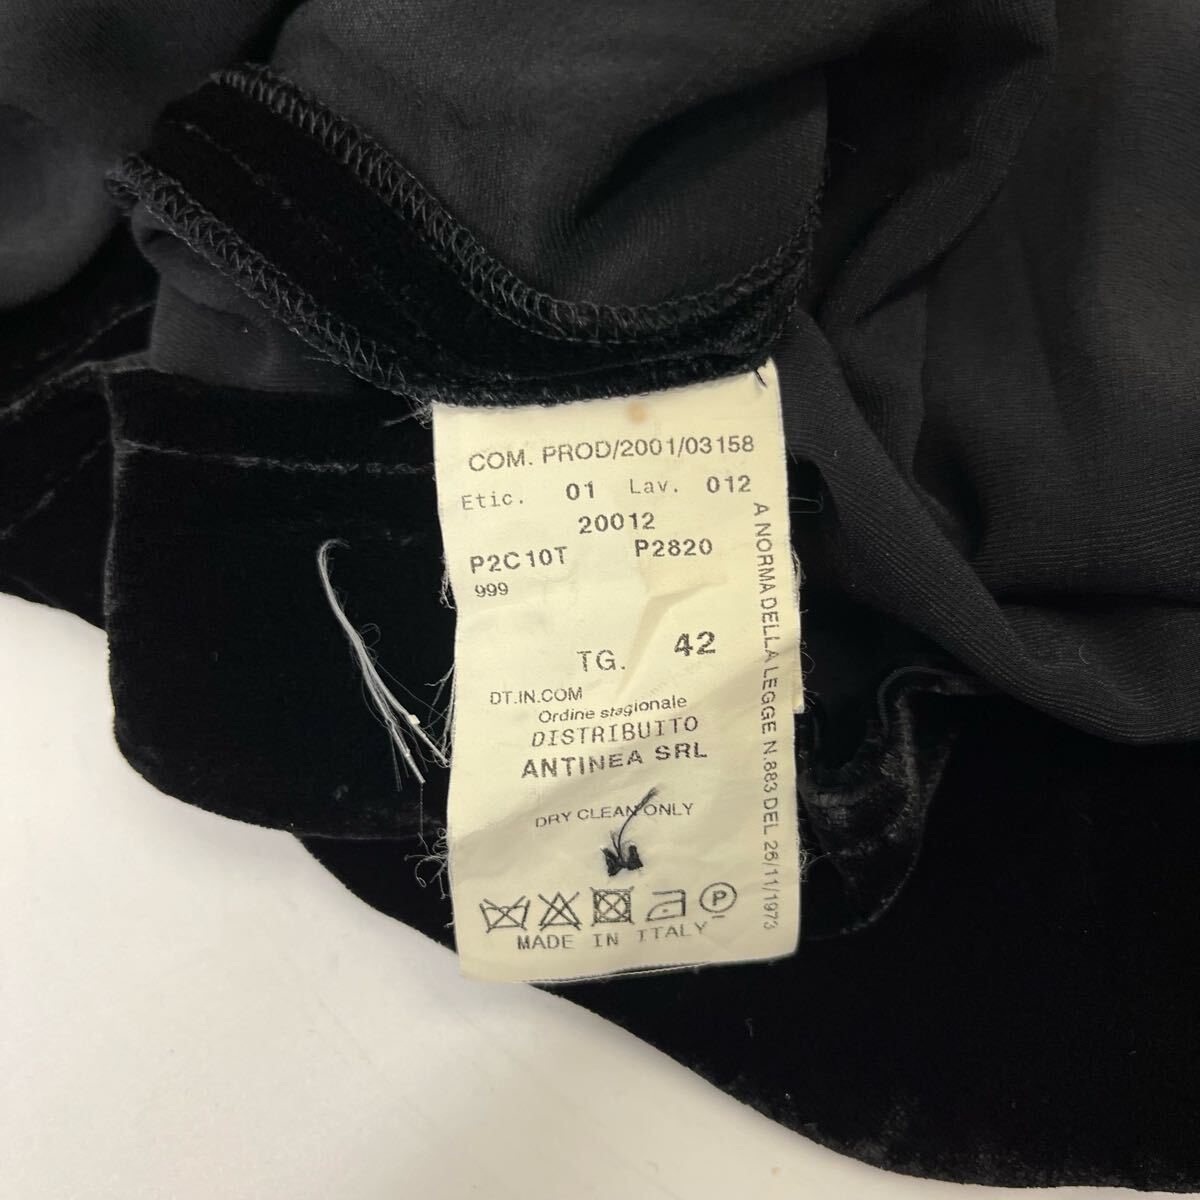 COM. PROD/2001/03158
Etic. 01 Lav. 012
20012
P2C10T P2820
999
TG. 42
DT.IN.COM
Ordine stagionale
DISTRIBUITO
ANTINEA SRL
DRY CLEAN ONLY
P
MADE IN ITALY
A NORMA DELLA LEGGE N.883 DEL 26/11/1973